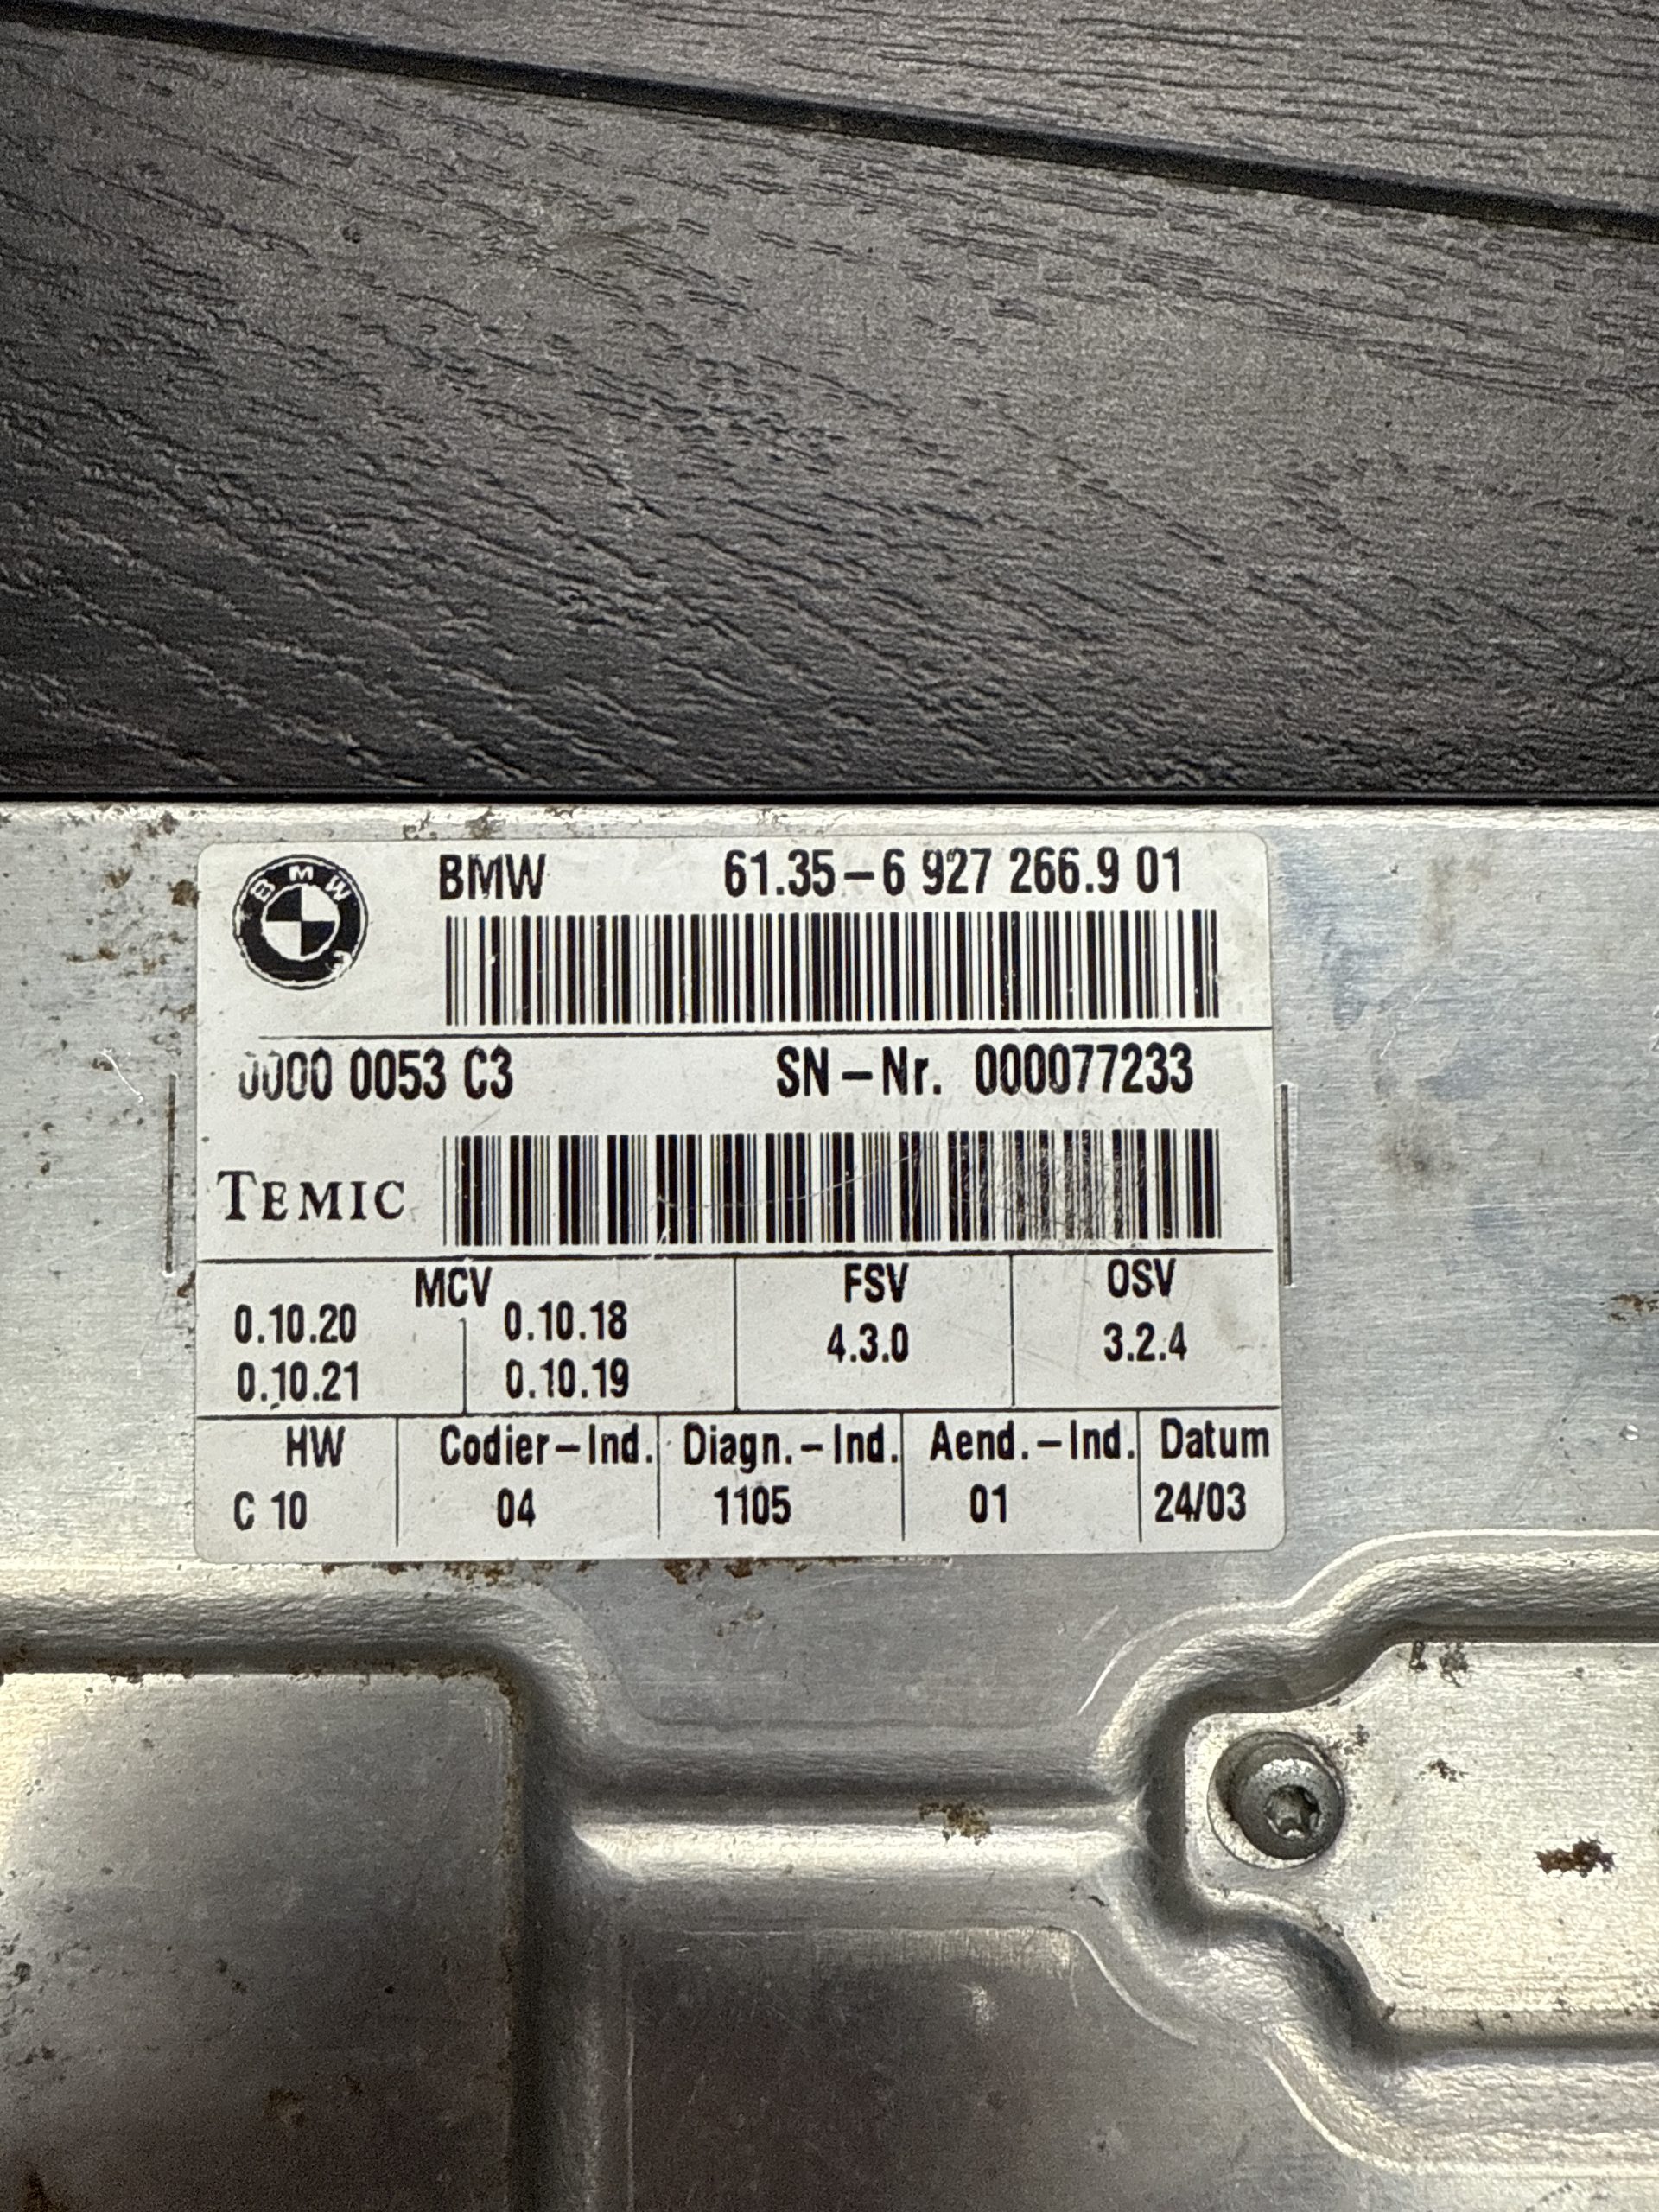 BMW
BMW 61.35-6 927 266.9 01
0000 0053 C3 SN-Nr. 000077233
TEMIC
MCV FSV OSV
0.10.20 0.10.18 4.3.0 3.2.4
0.10.21 0.10.19
HW Codier-Ind. Diagn.-Ind. Aend.-Ind. Datum
C 10 04 1105 01 24/03